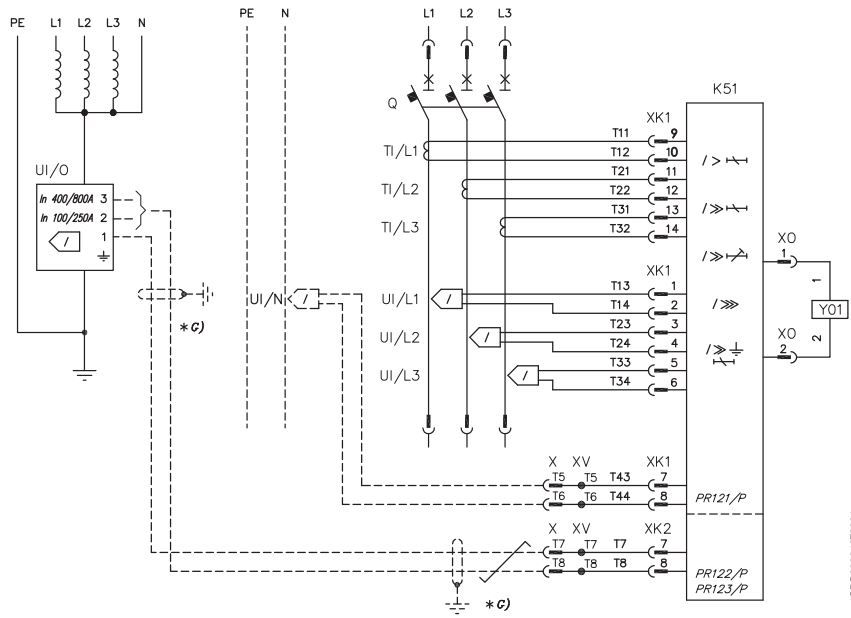 PE L1 L2 L3 N
PE N
L1 L2 L3
Q
K51
XK1
T11 9
TI/L1 T12 10 / >
T21 11
TI/L2 T22 12
T31 13 / ≫
TI/L3 T32 14
UI/O
In 400/800A 3
In 100/250A 2
/ 1
XO
1
/ ≫
XK1
T13 1
UI/N / UI/L1 / T14 2 / ⋙
T23 3
UI/L2 / T24 4
T33 5
UI/L3 / T34 6
/ ≫
1
Y01
2
XO
2
*G)
X XV XK1
T5 T5 T43 7
T6 T6 T44 8
PR121/P
X XV XK2
T7 T7 T7 7
T8 T8 T8 8
PR122/P
PR123/P
*G)